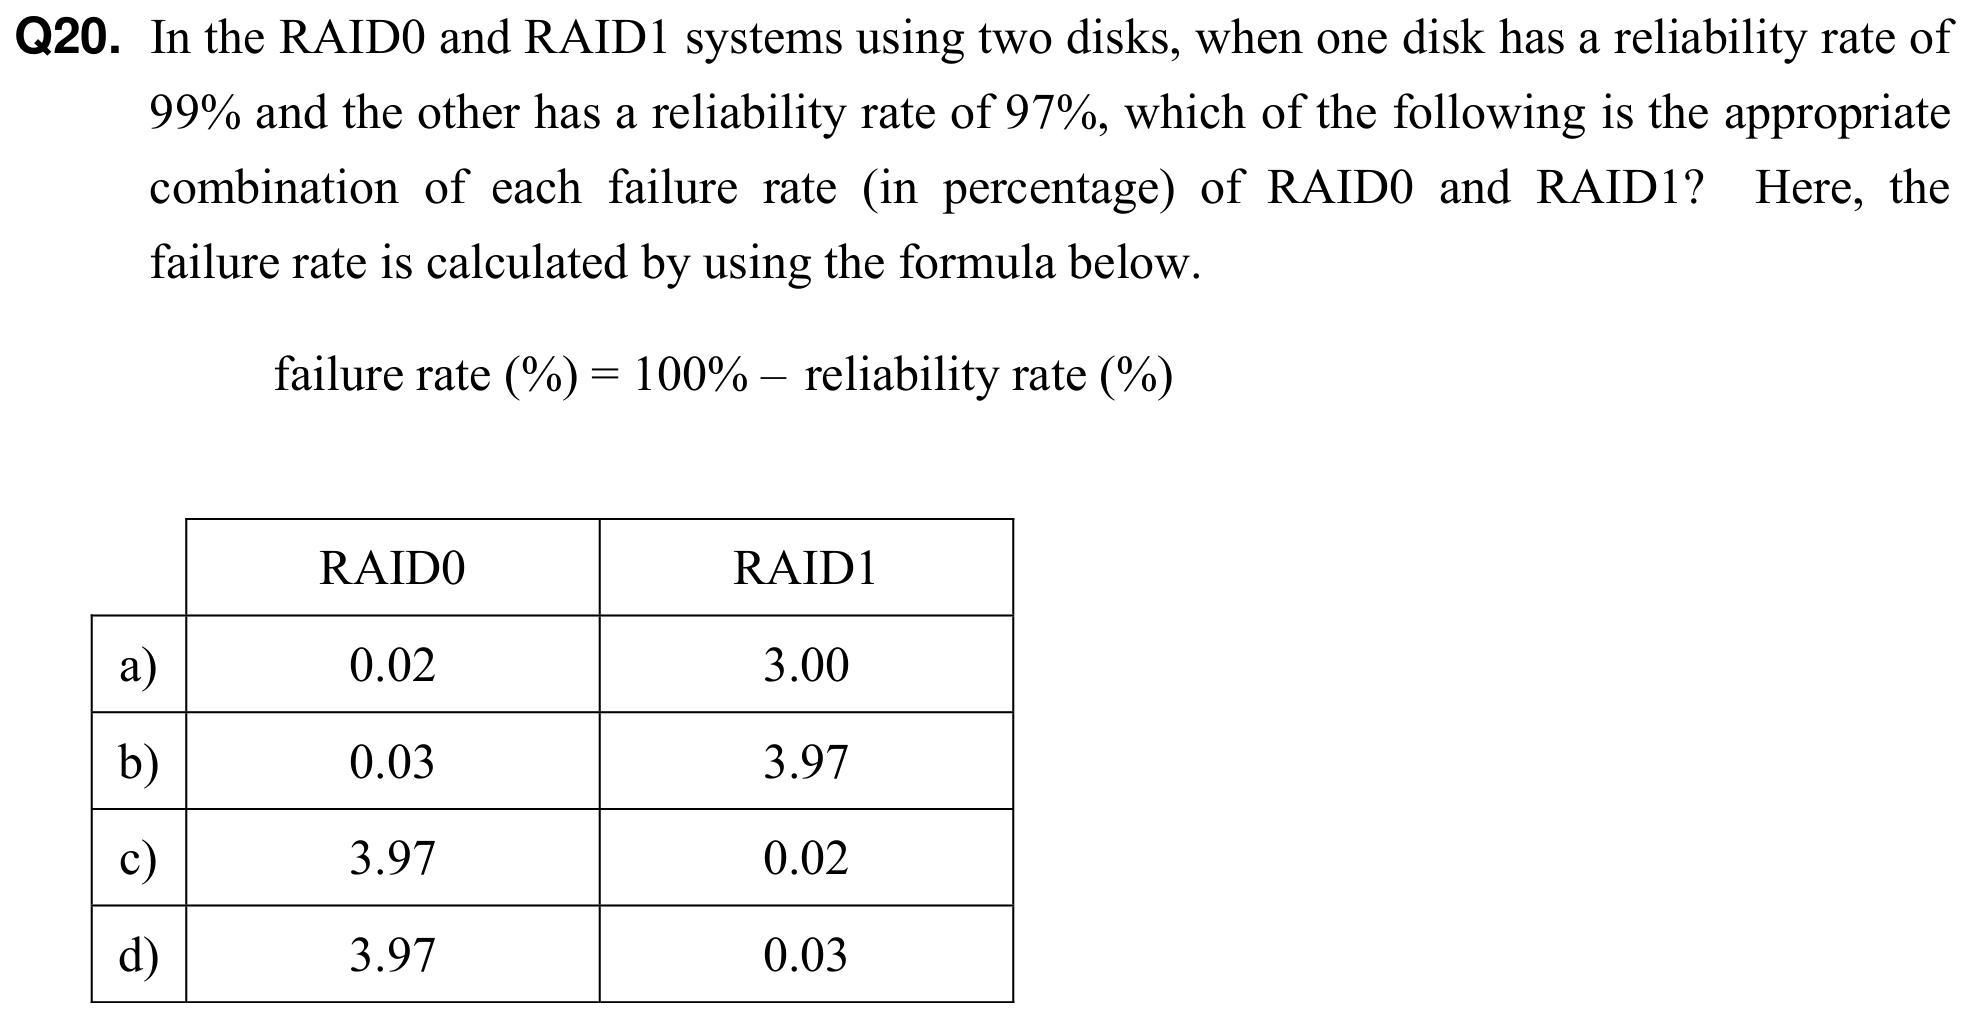 Q20. In the RAID0 and RAID1 systems using two disks, when one disk has a reliability rate of
99% and the other has a reliability rate of 97%, which of the following is the appropriate
combination of each failure rate (in percentage) of RAID0 and RAID1? Here, the
failure rate is calculated by using the formula below.
failure rate (%) = 100% – reliability rate (%)
RAID0 RAID1
a) 0.02 3.00
b) 0.03 3.97
c) 3.97 0.02
d) 3.97 0.03